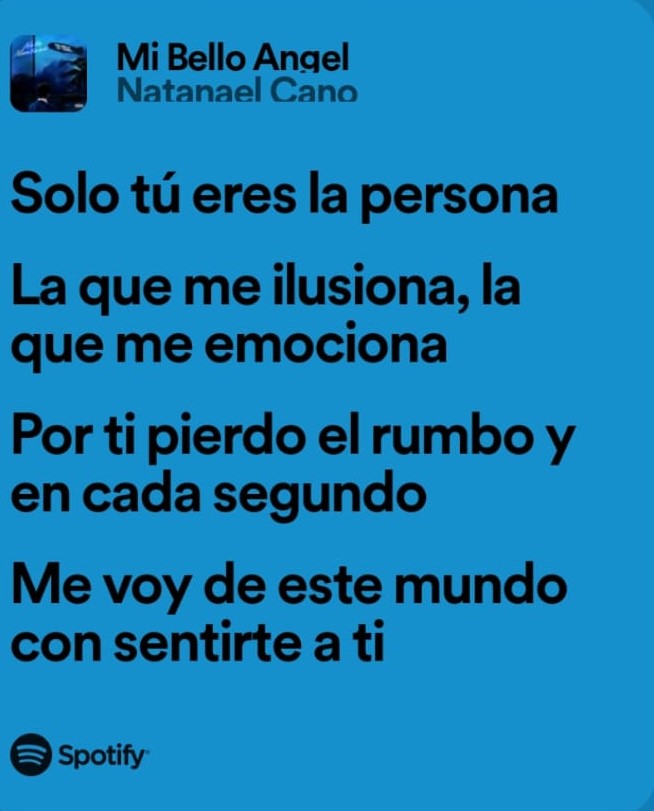 Mi Bello Angel
Natanael Cano
Solo tú eres la persona
La que me ilusiona, la
que me emociona
Por ti pierdo el rumbo y
en cada segundo
Me voy de este mundo
con sentirte a ti
Spotify